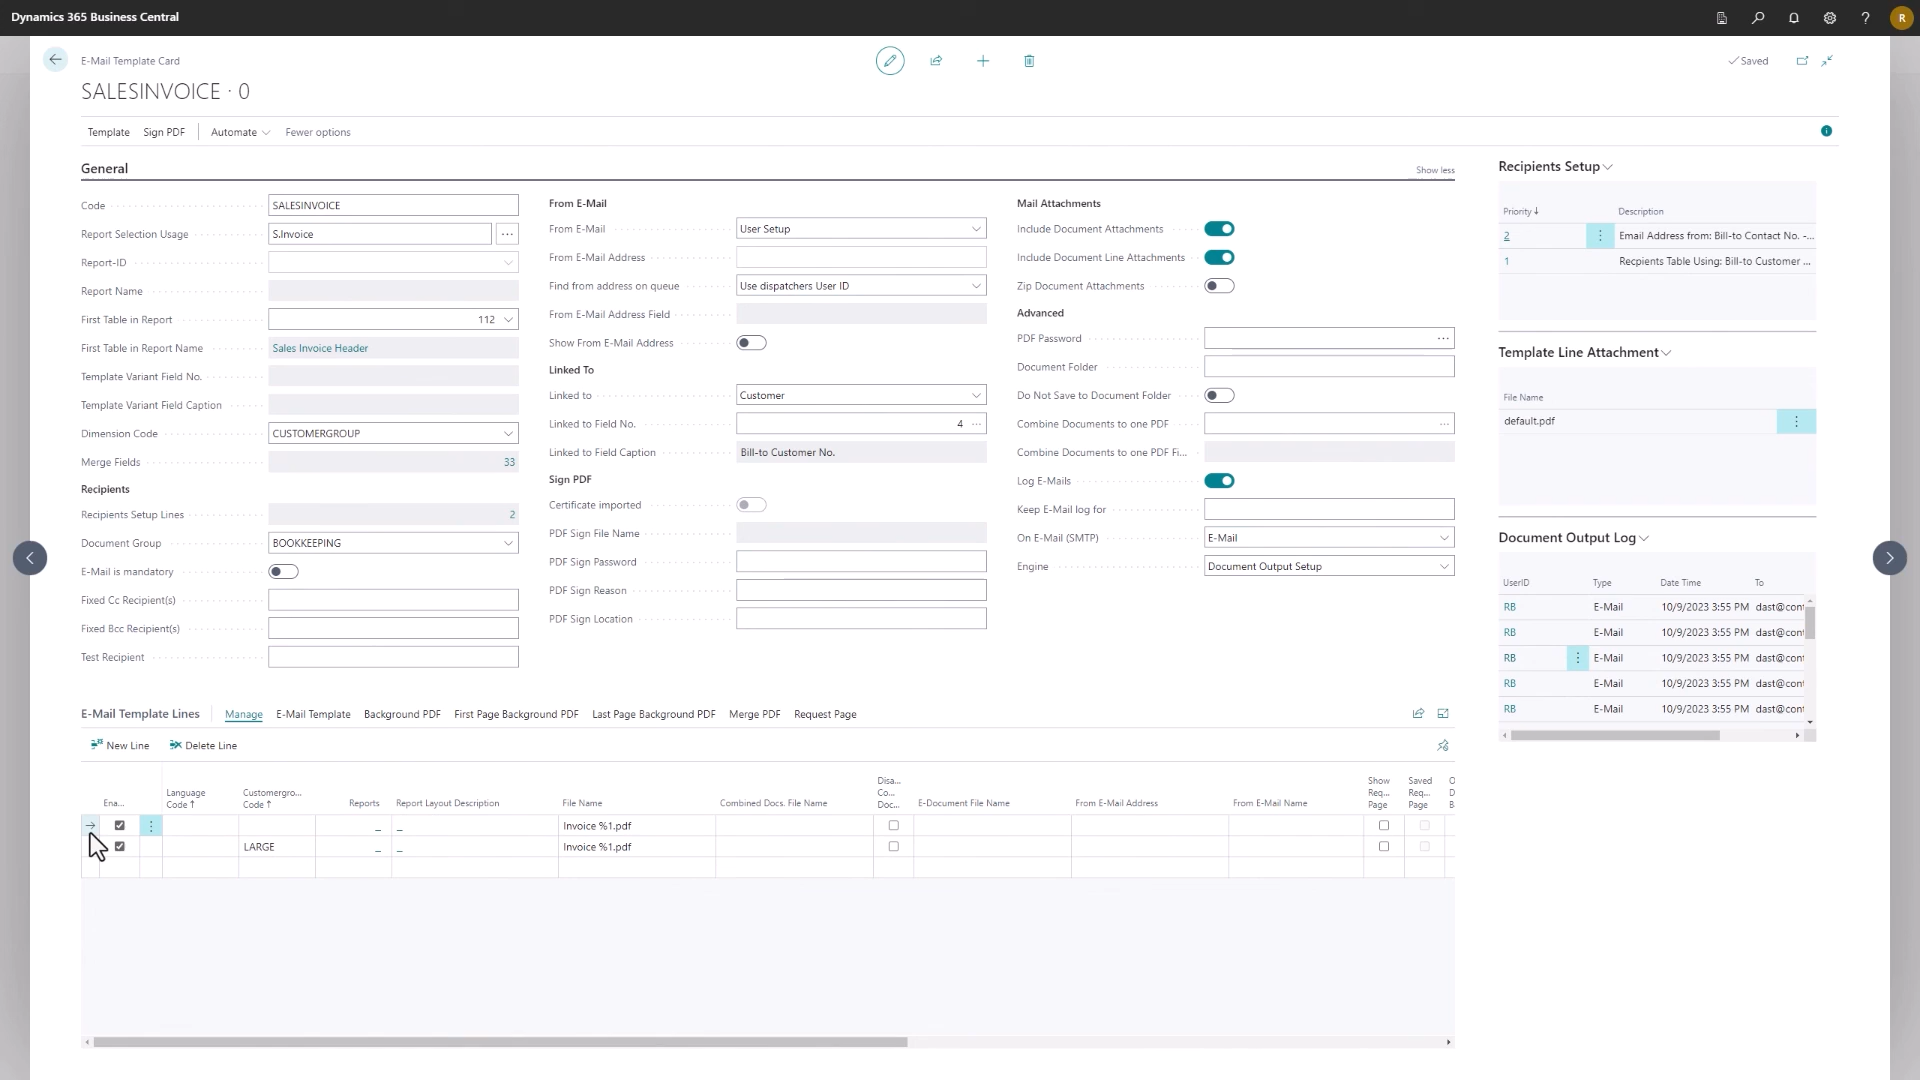 Dynamics 365 Business Central
R
E-Mail Template Card
Saved
SALESINVOICE · 0
Template Sign PDF Automate Fewer options
General
Show less
Code SALESINVOICE
Report Selection Usage S.Invoice
Report-ID
Report Name
First Table in Report 112
First Table in Report Name Sales Invoice Header
Template Variant Field No.
Template Variant Field Caption
Dimension Code CUSTOMERGROUP
Merge Fields 33
Recipients
Recipients Setup Lines 2
Document Group BOOKKEEPING
E-Mail is mandatory
Fixed Cc Recipient(s)
Fixed Bcc Recipient(s)
Test Recipient
From E-Mail
From E-Mail User Setup
From E-Mail Address
Find from address on queue Use dispatchers User ID
From E-Mail Address Field
Show From E-Mail Address
Linked To
Linked to Customer
Linked to Field No. 4
Linked to Field Caption Bill-to Customer No.
Sign PDF
Certificate imported
PDF Sign File Name
PDF Sign Password
PDF Sign Reason
PDF Sign Location
Mail Attachments
Include Document Attachments
Include Document Line Attachments
Zip Document Attachments
Advanced
PDF Password
Document Folder
Do Not Save to Document Folder
Combine Documents to one PDF
Combine Documents to one PDF Fi...
Log E-Mails
Keep E-Mail log for
On E-Mail (SMTP) E-Mail
Engine Document Output Setup
Recipients Setup
Priority ↓ Description
2 Email Address from: Bill-to Contact No. -...
1 Recpients Table Using: Bill-to Customer ...
Template Line Attachment
File Name
default.pdf
Document Output Log
UserID Type Date Time To
RB E-Mail 10/9/2023 3:55 PM dast@cont
RB E-Mail 10/9/2023 3:55 PM dast@cont
RB E-Mail 10/9/2023 3:55 PM dast@cont
RB E-Mail 10/9/2023 3:55 PM dast@cont
RB E-Mail 10/9/2023 3:55 PM dast@cont
E-Mail Template Lines Manage E-Mail Template Background PDF First Page Background PDF Last Page Background PDF Merge PDF Request Page
New Line Delete Line
Ena...
Language
Code ↑
Customergro...
Code ↑
Reports
Report Layout Description
File Name
Combined Docs. File Name
Disa...
Co...
Doc...
E-Document File Name
From E-Mail Address
From E-Mail Name
Show
Req...
Page
Saved
Req...
Page
O
D
B
_ _ Invoice %1.pdf
LARGE _ _ Invoice %1.pdf